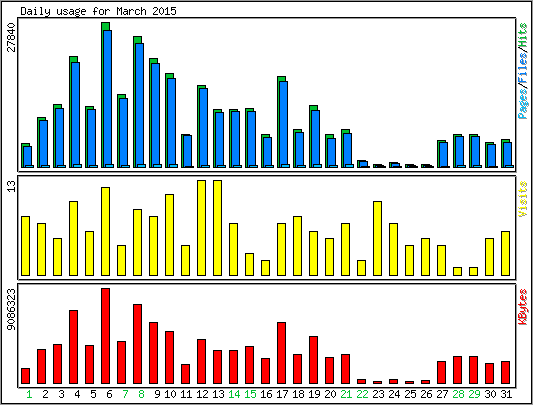 Daily usage for March 2015
27840
Pages/Files/Hits
13
Visits
9086323
KBytes
1 2 3 4 5 6 7 8 9 10 11 12 13 14 15 16 17 18 19 20 21 22 23 24 25 26 27 28 29 30 31